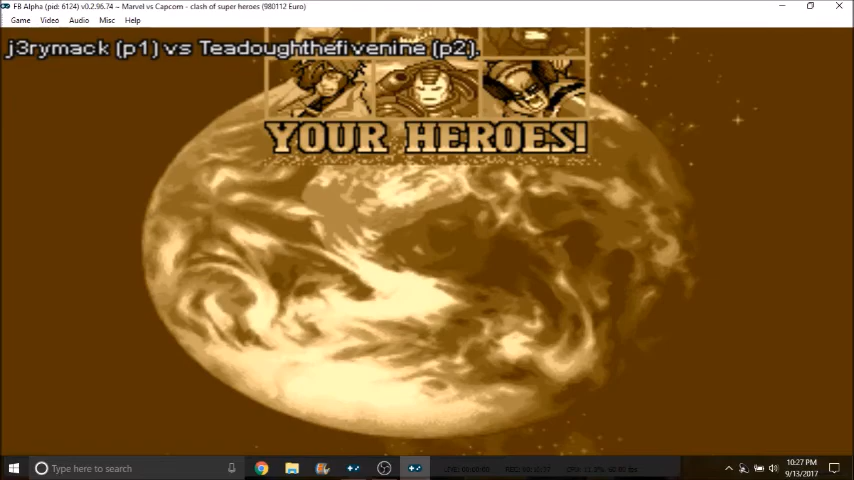 FB Alpha (pid: 6124) v0.2.96.74 ~ Marvel vs Capcom - clash of super heroes (980112 Euro)
Game Video Audio Misc Help
j3rymack (p1) vs Teadoughthefivenine (p2).
YOUR HEROES!
Type here to search
10:27 PM
9/13/2017